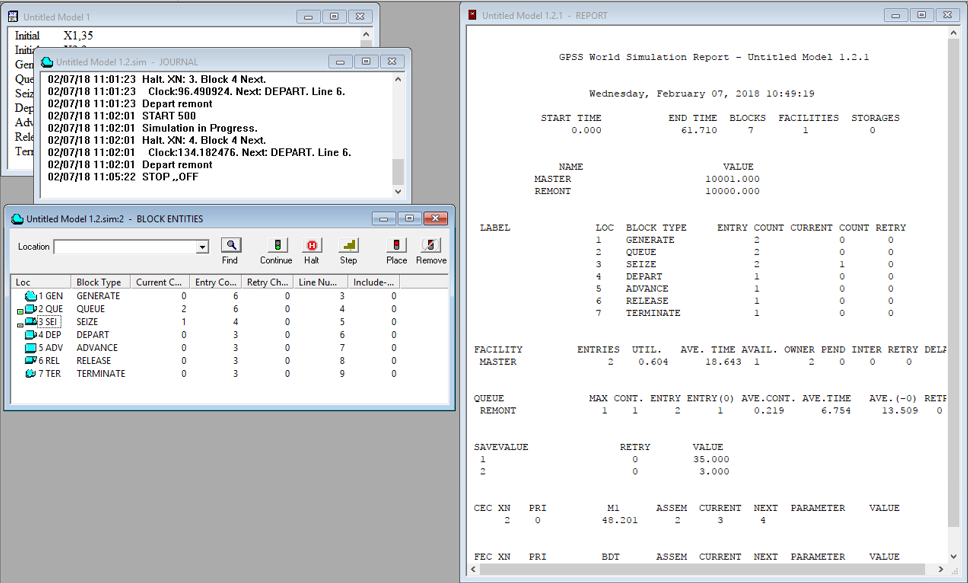 Untitled Model 1
Initial X1,35
Gen
Que
Seiz
Dep
Adv
Rele
Tern
Untitled Model 1.2.sim - JOURNAL
02/07/18 11:01:23 Halt. XN: 3. Block 4 Next.
02/07/18 11:01:23 Clock:96.490924. Next: DEPART. Line 6.
02/07/18 11:01:23 Depart remont
02/07/18 11:02:01 START 500
02/07/18 11:02:01 Simulation in Progress.
02/07/18 11:02:01 Halt. XN: 4. Block 4 Next.
02/07/18 11:02:01 Clock:134.182476. Next: DEPART. Line 6.
02/07/18 11:02:01 Depart remont
02/07/18 11:05:22 STOP ,,OFF
Untitled Model 1.2.sim:2 - BLOCK ENTITIES
Location
Find Continue Halt Step Place Remove
Loc Block Type Current C... Entry Co... Retry Ch... Line Nu... Include-...
1 GEN GENERATE 0 6 0 3 0
2 QUE QUEUE 2 6 0 4 0
3 SEI SEIZE 1 4 0 5 0
4 DEP DEPART 0 3 0 6 0
5 ADV ADVANCE 0 3 0 7 0
6 REL RELEASE 0 3 0 8 0
7 TER TERMINATE 0 3 0 9 0
Untitled Model 1.2.1 - REPORT
GPSS World Simulation Report - Untitled Model 1.2.1
Wednesday, February 07, 2018 10:49:19
START TIME END TIME BLOCKS FACILITIES STORAGES
0.000 61.710 7 1 0
NAME VALUE
MASTER 10001.000
REMONT 10000.000
LABEL LOC BLOCK TYPE ENTRY COUNT CURRENT COUNT RETRY
1 GENERATE 2 0 0
2 QUEUE 2 0 0
3 SEIZE 2 1 0
4 DEPART 1 0 0
5 ADVANCE 1 0 0
6 RELEASE 1 0 0
7 TERMINATE 1 0 0
FACILITY ENTRIES UTIL. AVE. TIME AVAIL. OWNER PEND INTER RETRY DELA
MASTER 2 0.604 18.643 1 2 0 0 0
QUEUE MAX CONT. ENTRY ENTRY(0) AVE.CONT. AVE.TIME AVE.(-0) RETR
REMONT 1 1 2 1 0.219 6.754 13.509 0
SAVEVALUE RETRY VALUE
1 0 35.000
2 0 3.000
CEC XN PRI M1 ASSEM CURRENT NEXT PARAMETER VALUE
2 0 48.201 2 3 4
FEC XN PRI BDT ASSEM CURRENT NEXT PARAMETER VALUE